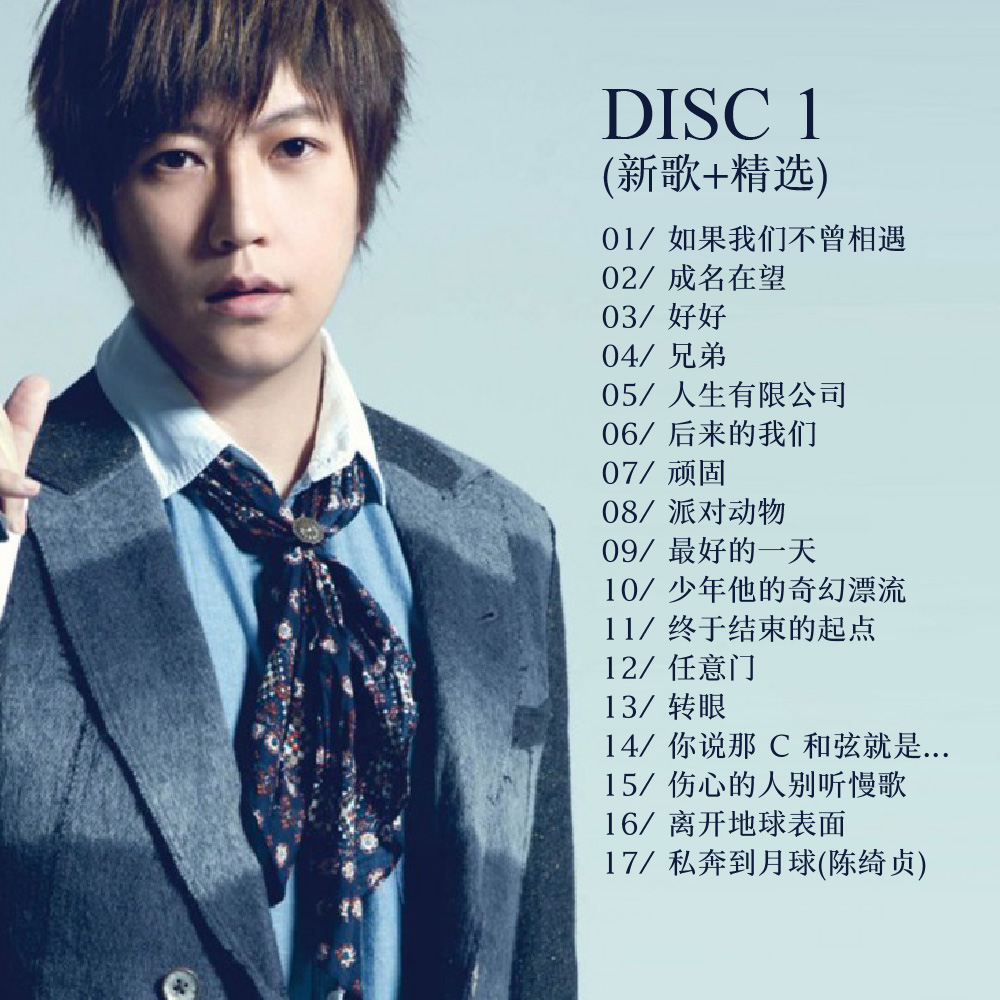 DISC 1
(新歌+精选)
01/ 如果我们不曾相遇
02/ 成名在望
03/ 好好
04/ 兄弟
05/ 人生有限公司
06/ 后来的我们
07/ 顽固
08/ 派对动物
09/ 最好的一天
10/ 少年他的奇幻漂流
11/ 终于结束的起点
12/ 任意门
13/ 转眼
14/ 你说那 C 和弦就是...
15/ 伤心的人别听慢歌
16/ 离开地球表面
17/ 私奔到月球(陈绮贞)